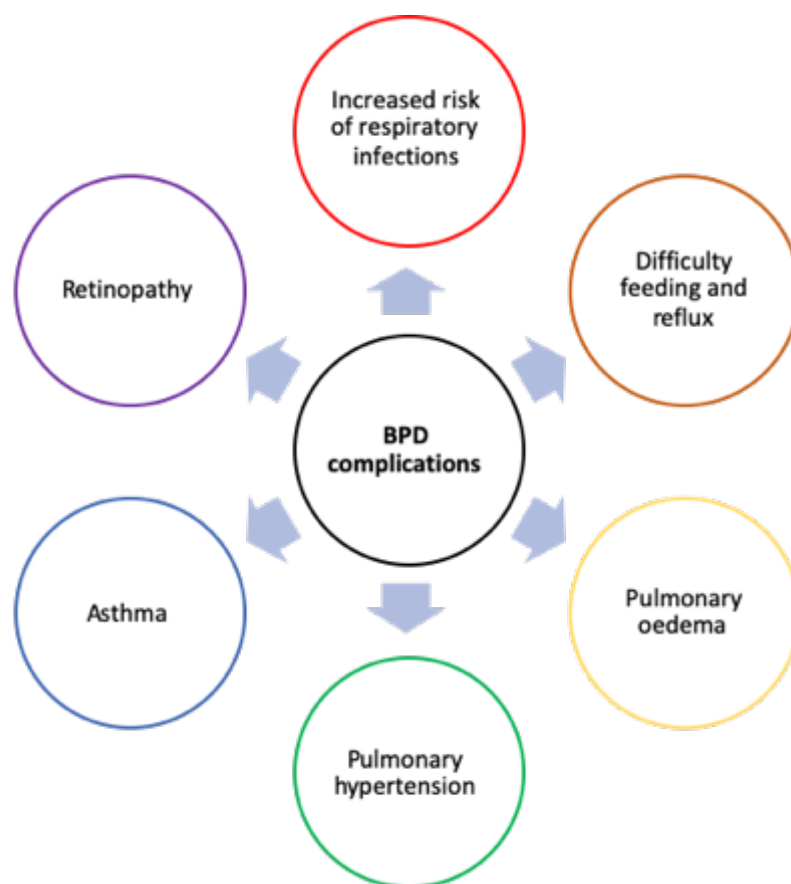 Increased risk
of respiratory
infections
Retinopathy
Difficulty
feeding and
reflux
BPD
complications
Asthma
Pulmonary
oedema
Pulmonary
hypertension